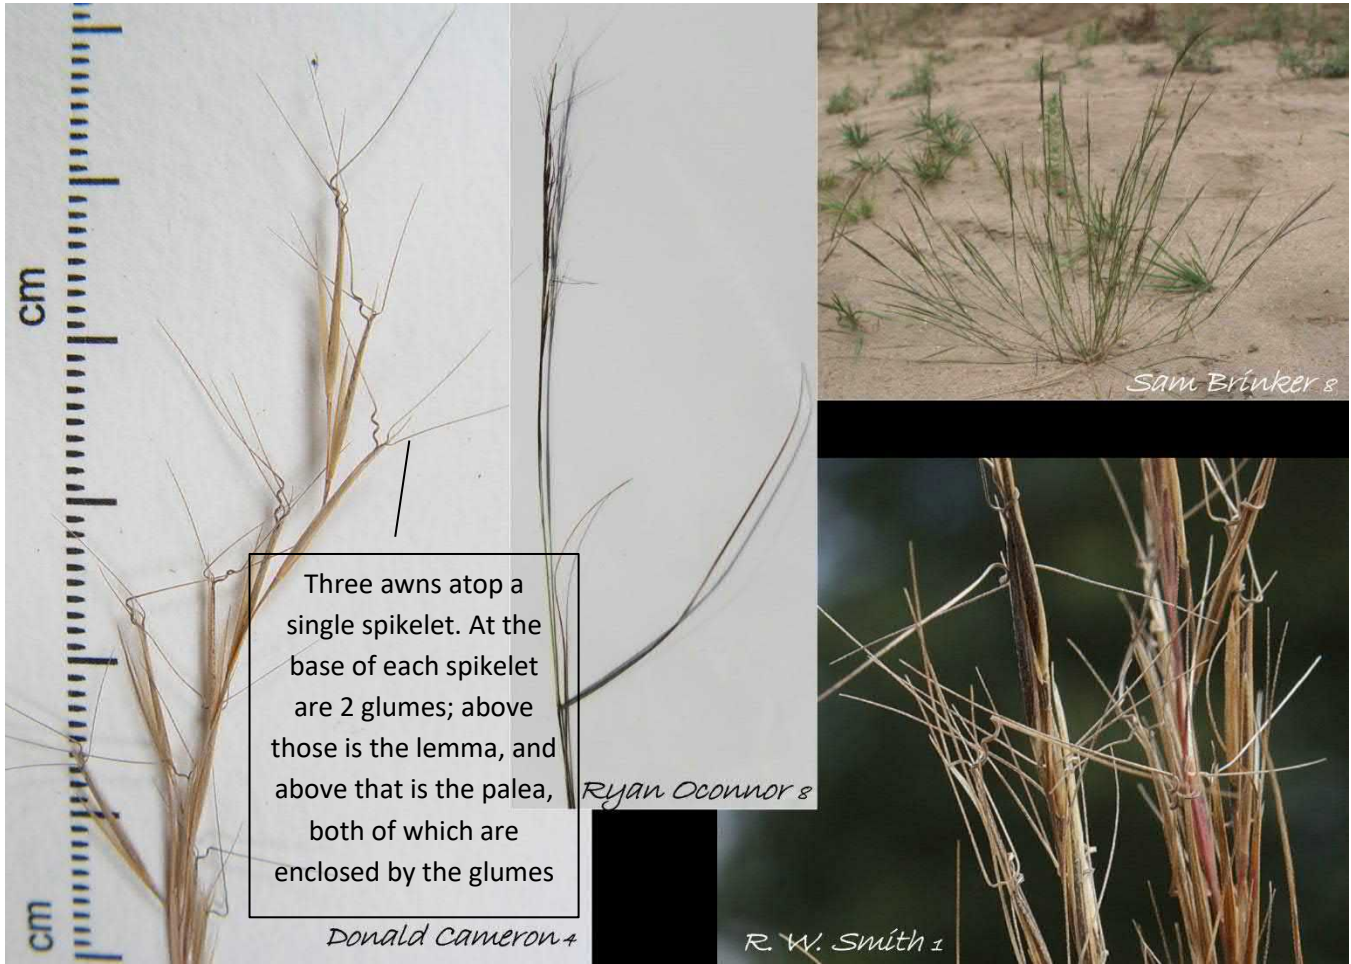 cm
cm
Three awns atop a
single spikelet. At the
base of each spikelet
are 2 glumes; above
those is the lemma, and
above that is the palea,
both of which are
enclosed by the glumes
Donald Cameron 4
Ryan Oconnor 8
Sam Brinker 8
R. W. Smith 1